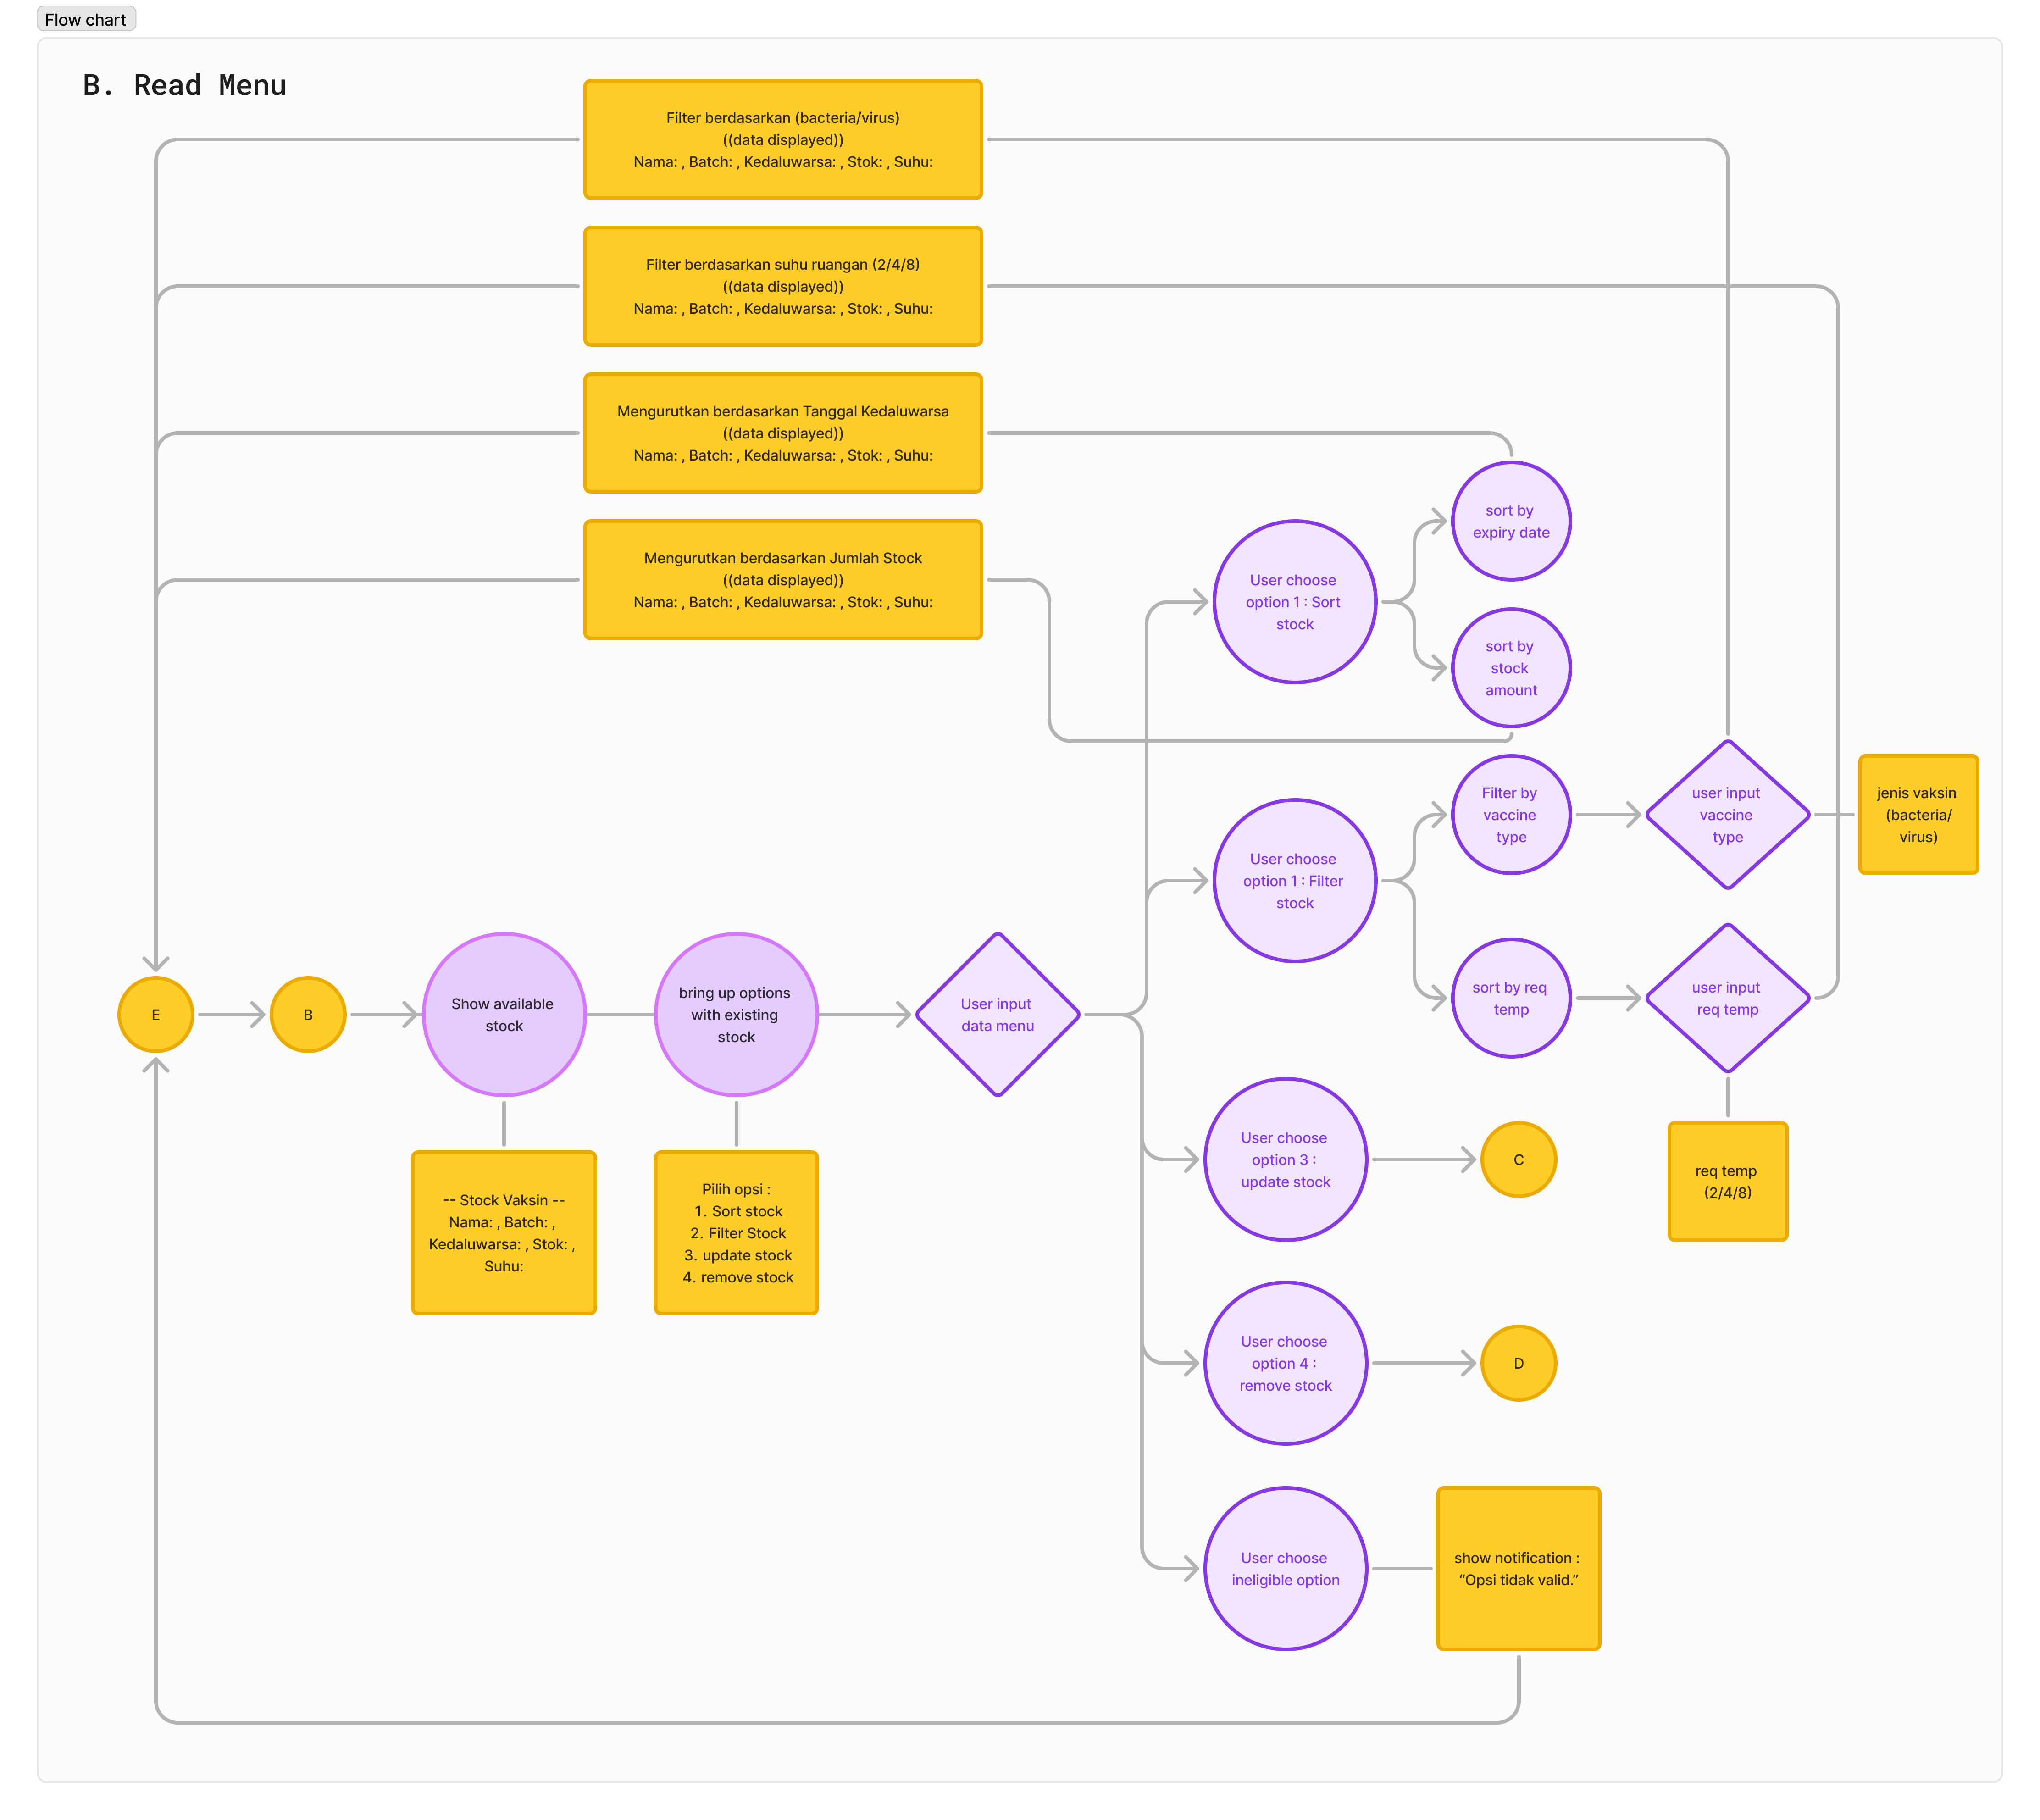 Flow chart
B. Read Menu
Filter berdasarkan (bacteria/virus)
((data displayed))
Nama: , Batch: , Kedaluwarsa: , Stok: , Suhu:
Filter berdasarkan suhu ruangan (2/4/8)
((data displayed))
Nama: , Batch: , Kedaluwarsa: , Stok: , Suhu:
Mengurutkan berdasarkan Tanggal Kedaluwarsa
((data displayed))
Nama: , Batch: , Kedaluwarsa: , Stok: , Suhu:
Mengurutkan berdasarkan Jumlah Stock
((data displayed))
Nama: , Batch: , Kedaluwarsa: , Stok: , Suhu:
sort by
expiry date
User choose
option 1 : Sort
stock
sort by
stock
amount
User choose
option 1 : Filter
stock
Filter by
vaccine
type
user input
vaccine
type
jenis vaksin
(bacteria/
virus)
E
B
Show available
stock
bring up options
with existing
stock
User input
data menu
sort by req
temp
user input
req temp
-- Stock Vaksin --
Nama: , Batch: ,
Kedaluwarsa: , Stok: ,
Suhu:
Pilih opsi :
1. Sort stock
2. Filter Stock
3. update stock
4. remove stock
User choose
option 3 :
update stock
C
req temp
(2/4/8)
User choose
option 4 :
remove stock
D
User choose
ineligible option
show notification :
“Opsi tidak valid.”